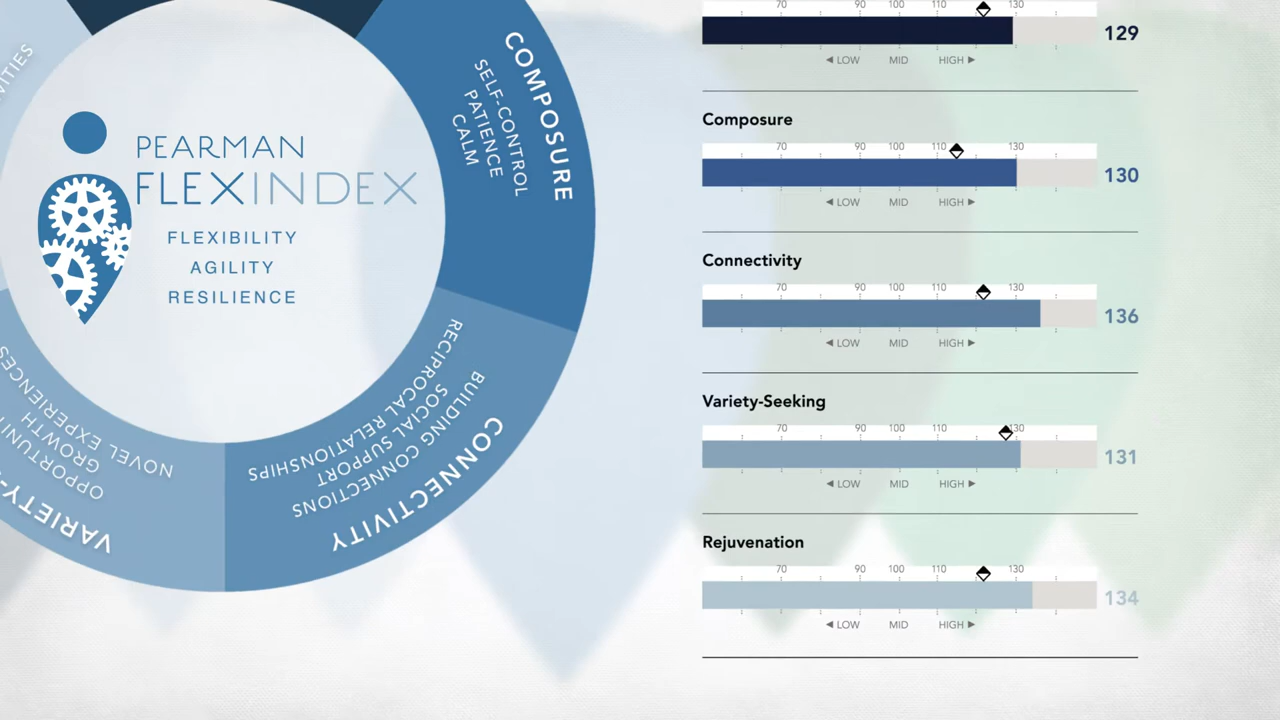 VITIES
COMPOSURE
SELF-CONTROL
PATIENCE
CALM
PEARMAN
FLEXINDEX
FLEXIBILITY
AGILITY
RESILIENCE
RECIPROCAL RELATIONSHIPS
SOCIAL SUPPORT
BUILDING CONNECTIONS
CONNECTIVITY
NOVEL EXPERIENCES
GROWTH
OPPORTUNI
VARIETY-
70 90 100 110 130
129
◄ LOW MID HIGH ►
Composure
70 90 100 110 130
130
◄ LOW MID HIGH ►
Connectivity
70 90 100 110 130
136
◄ LOW MID HIGH ►
Variety-Seeking
70 90 100 110 130
131
◄ LOW MID HIGH ►
Rejuvenation
70 90 100 110 130
134
◄ LOW MID HIGH ►